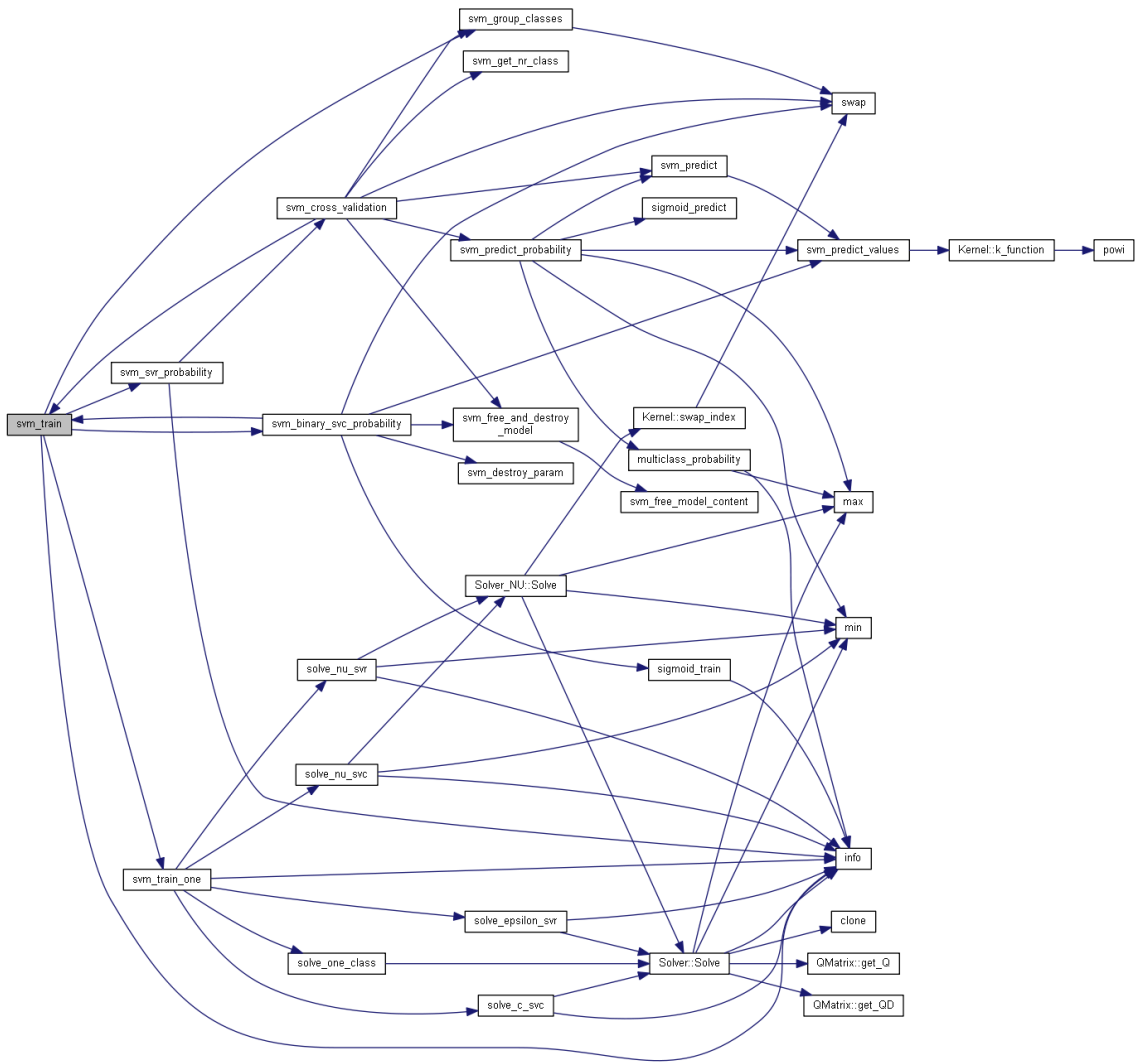 svm_group_classes
svm_get_nr_class
swap
svm_predict
sigmoid_predict
svm_cross_validation
svm_predict_probability
svm_predict_values
Kernel::k_function
powi
svm_svr_probability
svm_train
svm_binary_svc_probability
svm_free_and_destroy
_model
Kernel::swap_index
multiclass_probability
svm_destroy_param
svm_free_model_content
max
Solver_NU::Solve
min
solve_nu_svr
sigmoid_train
solve_nu_svc
info
svm_train_one
solve_epsilon_svr
clone
solve_one_class
Solver::Solve
QMatrix::get_Q
solve_c_svc
QMatrix::get_QD